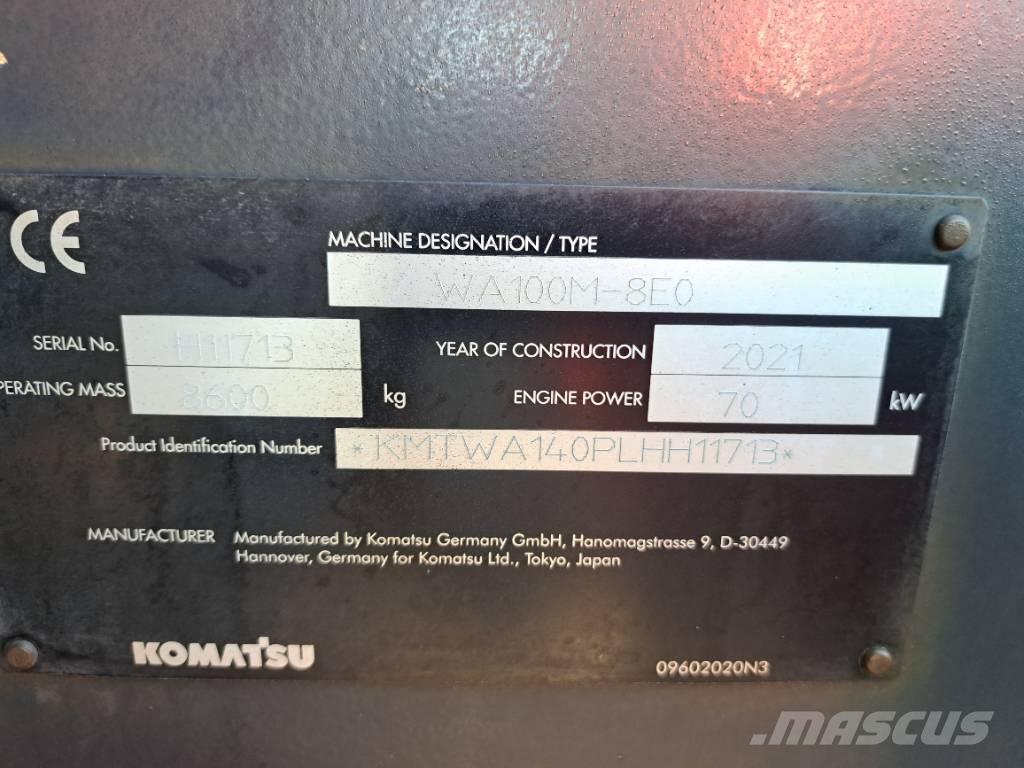 CE
MACHINE DESIGNATION / TYPE
WA100M-8E0
SERIAL No. H11713 YEAR OF CONSTRUCTION 2021
OPERATING MASS 8600 kg ENGINE POWER 70 kW
Product Identification Number *KMTWA140PLHH11713*
MANUFACTURER Manufactured by Komatsu Germany GmbH, Hanomagstrasse 9, D-30449
Hannover, Germany for Komatsu Ltd., Tokyo, Japan
KOMATSU
09602020N3
MASCUS